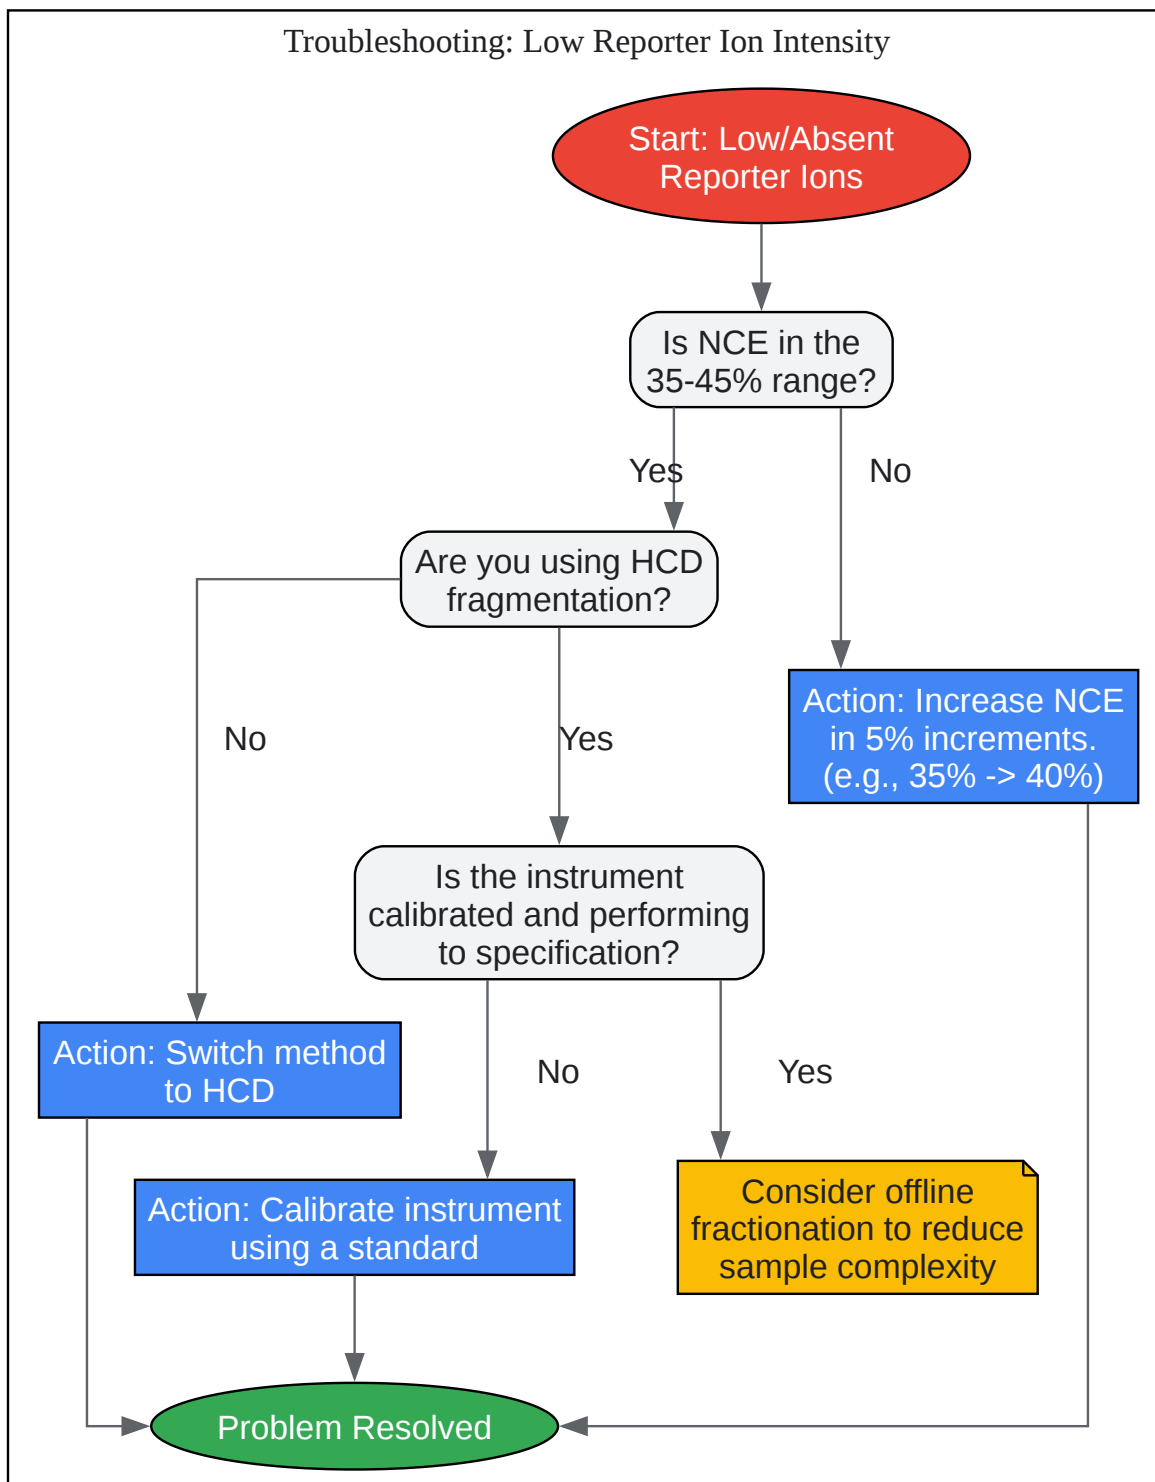 Troubleshooting: Low Reporter Ion Intensity
Start: Low/Absent
Reporter Ions
Is NCE in the
35-45% range?
Yes
No
Are you using HCD
fragmentation?
Action: Increase NCE
in 5% increments.
(e.g., 35% -> 40%)
No
Yes
Is the instrument
calibrated and performing
to specification?
Action: Switch method
to HCD
No
Yes
Action: Calibrate instrument
using a standard
Consider offline
fractionation to reduce
sample complexity
Problem Resolved